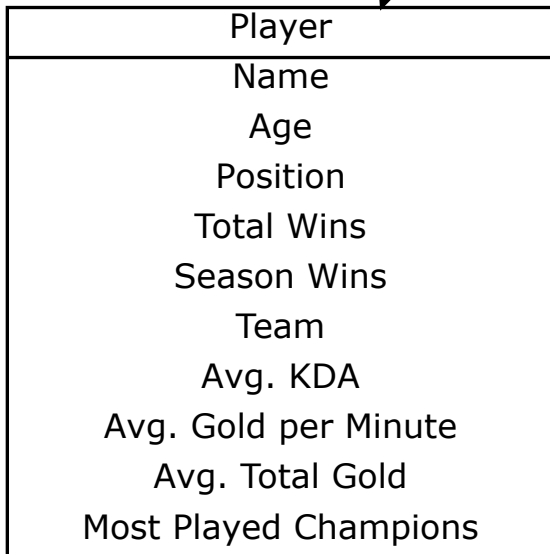 Player
Name
Age
Position
Total Wins
Season Wins
Team
Avg. KDA
Avg. Gold per Minute
Avg. Total Gold
Most Played Champions